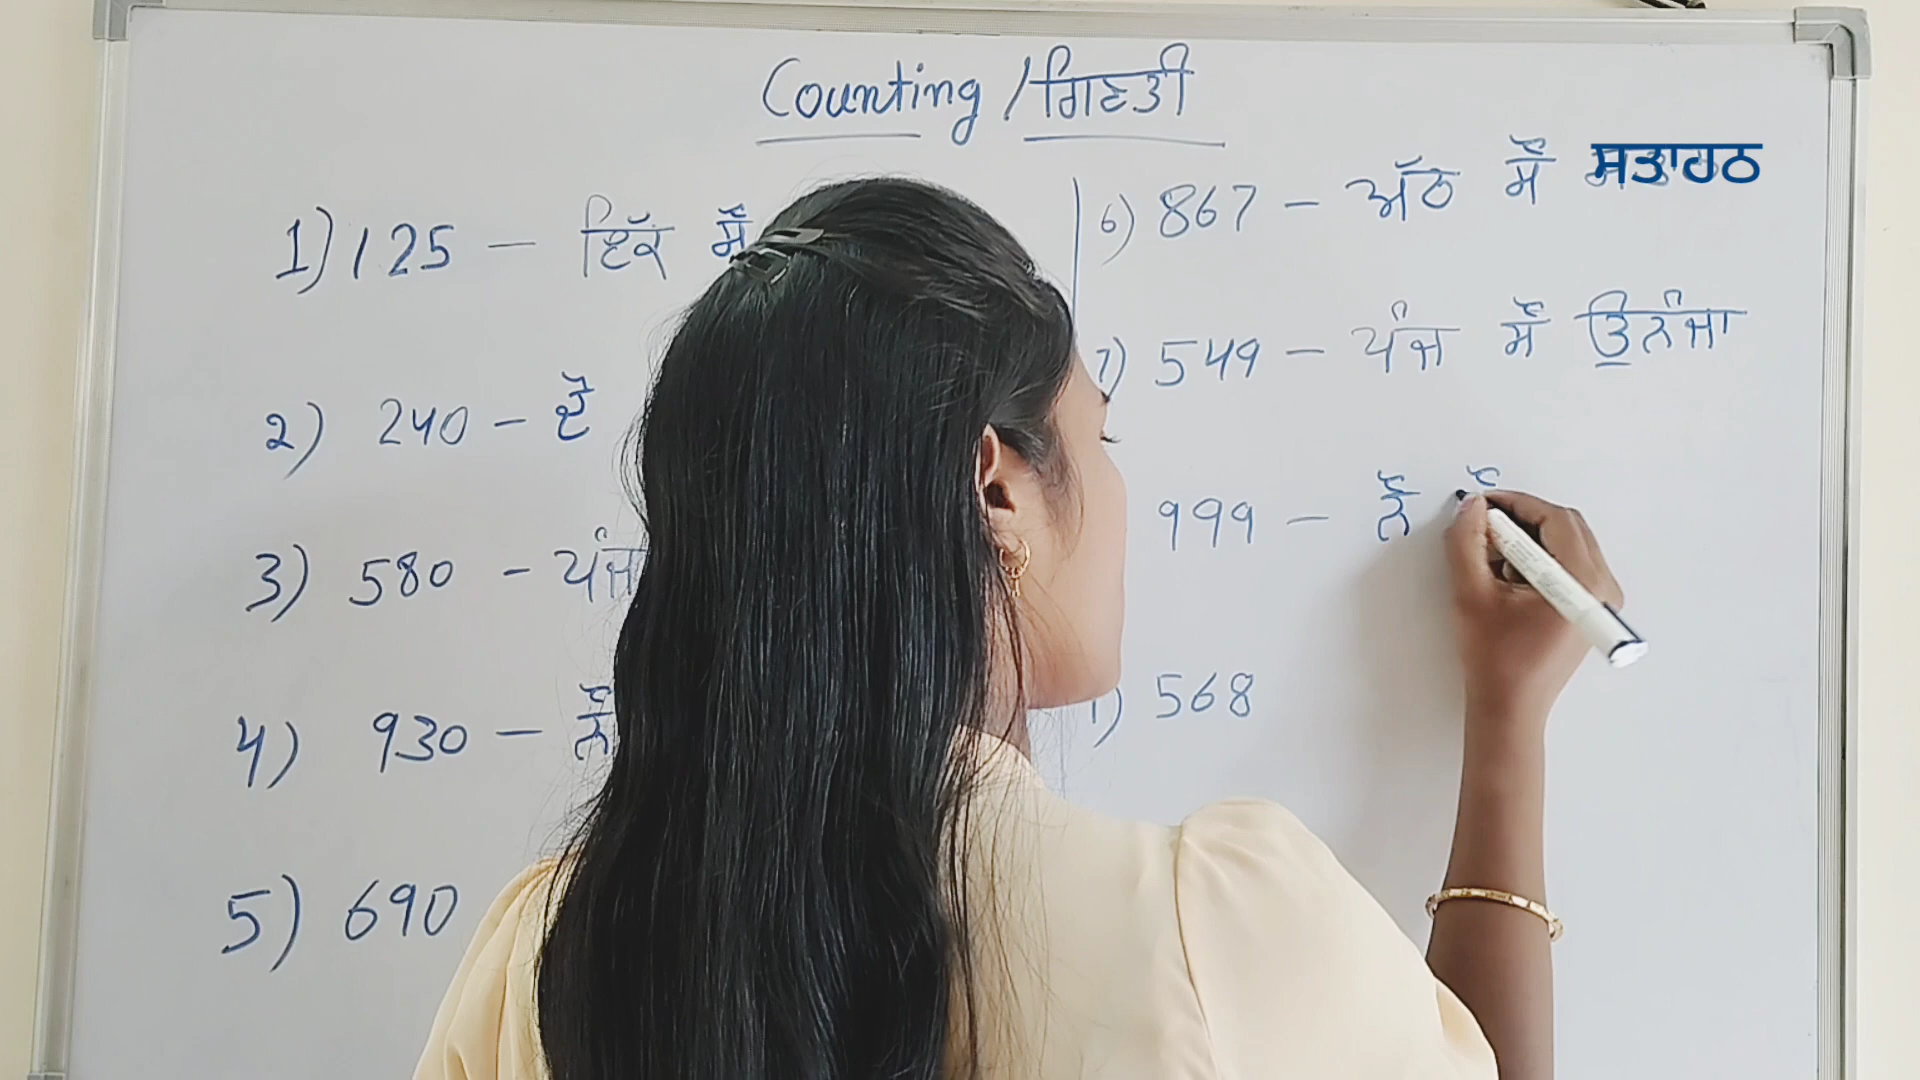 Counting / ਗਿਣਤੀ
1) 125 - ਇੱਕ ਸੌ
2) 240 - ਦੋ
3) 580 - ਪੰਜ
4) 930 - ਨੌਂ
5) 690
6) 867 - ਅੱਠ ਸੌ ਸਤਾਹਠ
7) 549 - ਪੰਜ ਸੌ ਉਨੰਜਾ
999 - ਨੌਂ
568